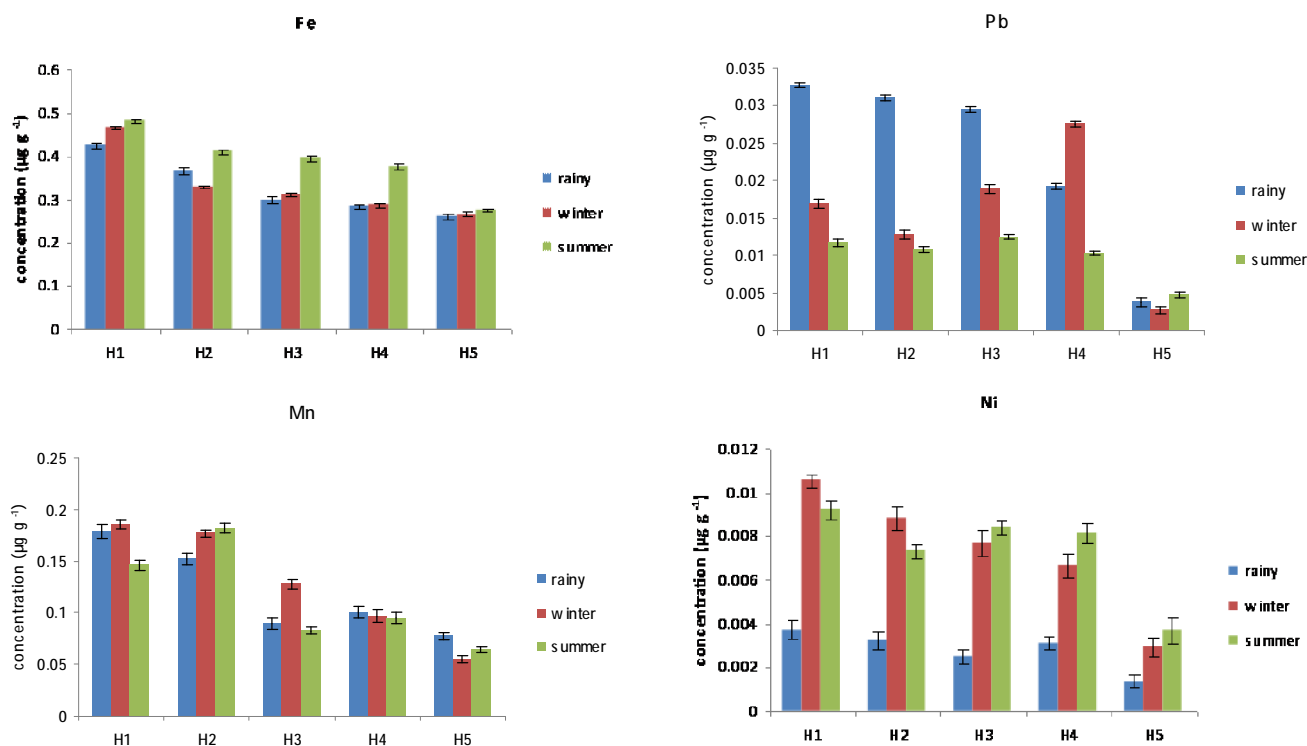 Fe
concentration (µg g⁻¹)
0.6
0.5
0.4
0.3
0.2
0.1
0
H1 H2 H3 H4 H5
rainy
winter
summer
Pb
concentration (µg g⁻¹)
0.035
0.03
0.025
0.02
0.015
0.01
0.005
0
H1 H2 H3 H4 H5
rainy
winter
summer
Mn
concentration (µg g⁻¹)
0.25
0.2
0.15
0.1
0.05
0
H1 H2 H3 H4 H5
rainy
winter
summer
Ni
concentration [µg g⁻¹]
0.012
0.01
0.008
0.006
0.004
0.002
0
H1 H2 H3 H4 H5
rainy
winter
summer